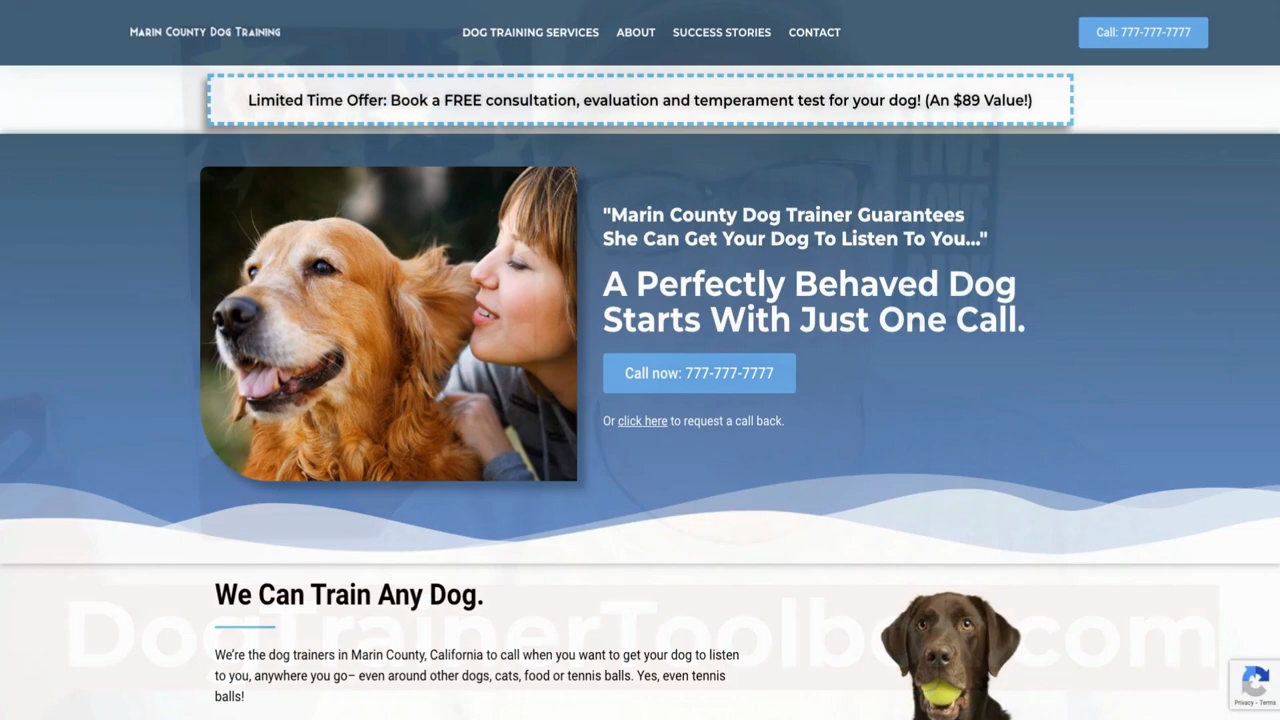 Marin County Dog Training
DOG TRAINING SERVICES ABOUT SUCCESS STORIES CONTACT
Call: 777-777-7777
Limited Time Offer: Book a FREE consultation, evaluation and temperament test for your dog! (An $89 Value!)
"Marin County Dog Trainer Guarantees
She Can Get Your Dog To Listen To You..."
A Perfectly Behaved Dog
Starts With Just One Call.
Call now: 777-777-7777
Or click here to request a call back.
We Can Train Any Dog.
We're the dog trainers in Marin County, California to call when you want to get your dog to listen
to you, anywhere you go– even around other dogs, cats, food or tennis balls. Yes, even tennis
balls!
Privacy - Terms